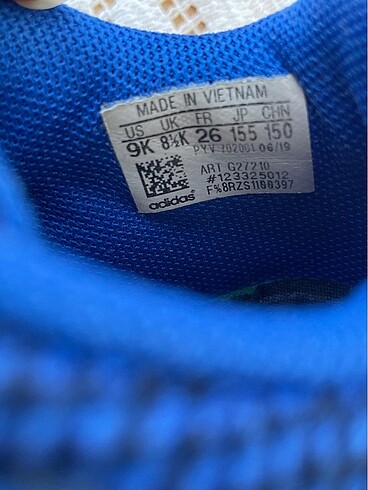 MADE IN VIETNAM
US UK FR JP CHN
9K 8½K 26 155 150
PYV 702001 06/19
ART G27210
#123325012
F%8RZS1188397
adidas